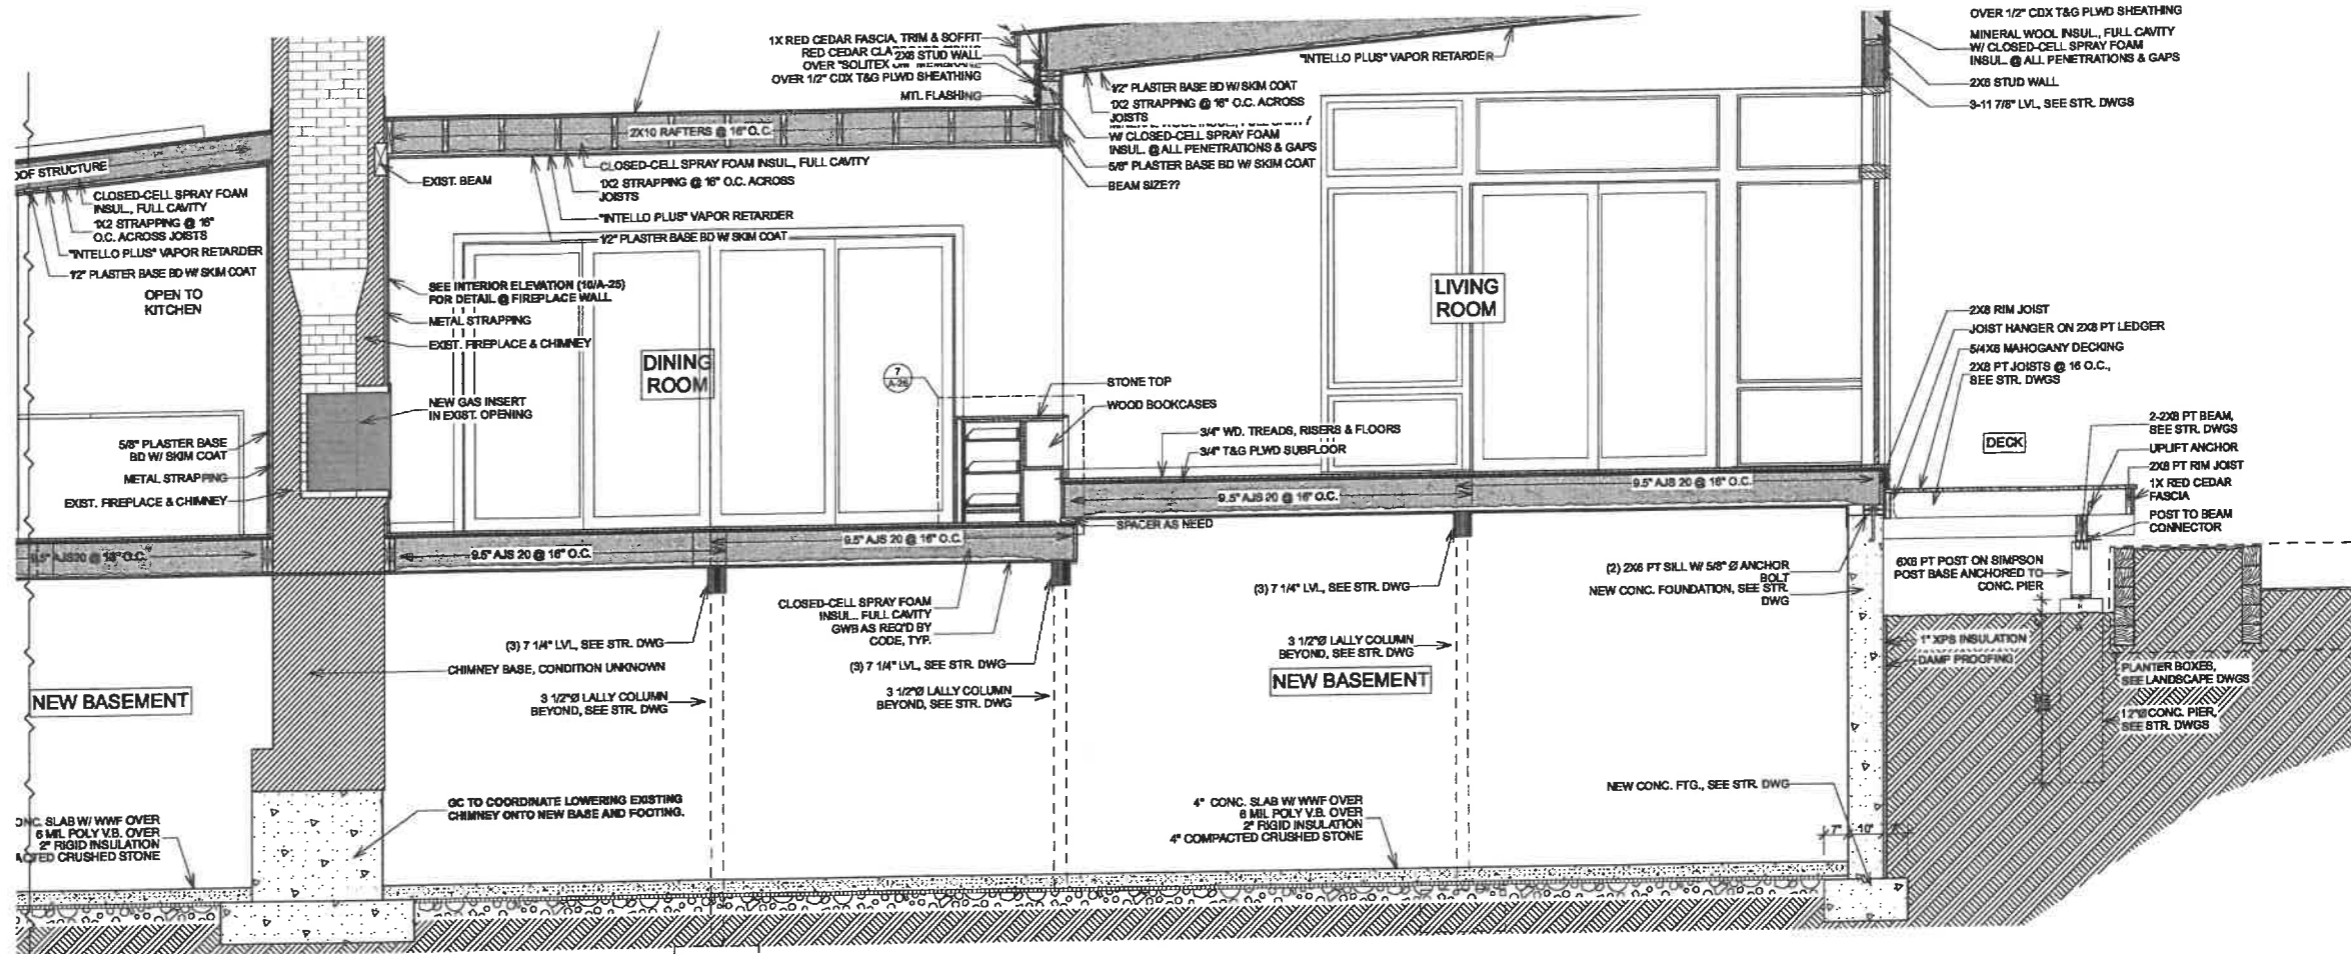 1X RED CEDAR FASCIA, TRIM & SOFFIT
RED CEDAR
2X6 STUD WALL
OVER "SOLITEX
OVER 1/2" CDX T&G PLWD SHEATHING
MTL FLASHING
"INTELLO PLUS" VAPOR RETARDER
1/2" PLASTER BASE BD W/ SKIM COAT
1X2 STRAPPING @ 16" O.C. ACROSS
JOISTS
W/ CLOSED-CELL SPRAY FOAM
INSUL. @ ALL PENETRATIONS & GAPS
5/8" PLASTER BASE BD W/ SKIM COAT
BEAM SIZE??
OVER 1/2" CDX T&G PLWD SHEATHING
MINERAL WOOL INSUL., FULL CAVITY
W/ CLOSED-CELL SPRAY FOAM
INSUL. @ ALL PENETRATIONS & GAPS
2X6 STUD WALL
3-11 7/8" LVL, SEE STR. DWGS
2X10 RAFTERS @ 16" O.C.
CLOSED-CELL SPRAY FOAM INSUL., FULL CAVITY
1X2 STRAPPING @ 16" O.C. ACROSS
JOISTS
"INTELLO PLUS" VAPOR RETARDER
1/2" PLASTER BASE BD W/ SKIM COAT
EXIST. BEAM
OOF STRUCTURE
CLOSED-CELL SPRAY FOAM
INSUL., FULL CAVITY
1X2 STRAPPING @ 16"
O.C. ACROSS JOISTS
"INTELLO PLUS" VAPOR RETARDER
1/2" PLASTER BASE BD W/ SKIM COAT
OPEN TO
KITCHEN
SEE INTERIOR ELEVATION (10/A-25)
FOR DETAIL @ FIREPLACE WALL
METAL STRAPPING
EXIST. FIREPLACE & CHIMNEY
NEW GAS INSERT
IN EXIST. OPENING
DINING
ROOM
LIVING
ROOM
7
STONE TOP
WOOD BOOKCASES
3/4" WD. TREADS, RISERS & FLOORS
3/4" T&G PLWD SUBFLOOR
5/8" PLASTER BASE
BD W/ SKIM COAT
METAL STRAPPING
EXIST. FIREPLACE & CHIMNEY
2X8 RIM JOIST
JOIST HANGER ON 2X8 PT LEDGER
5/4X6 MAHOGANY DECKING
2X8 PT JOISTS @ 16 O.C.,
SEE STR. DWGS
DECK
2-2X8 PT BEAM,
SEE STR. DWGS
UPLIFT ANCHOR
2X8 PT RIM JOIST
1X RED CEDAR
FASCIA
POST TO BEAM
CONNECTOR
9.5" AJS 20 @ 16" O.C.
9.5" AJS 20 @ 16" O.C.
SPACER AS NEED
9.5" AJS20 @ 16" O.C.
9.5" AJS 20 @ 16" O.C.
9.5" AJS 20 @ 16" O.C.
(3) 7 1/4" LVL, SEE STR. DWG
(2) 2X6 PT SILL W/ 5/8" Ø ANCHOR
BOLT
NEW CONC. FOUNDATION, SEE STR.
DWG
6X6 PT POST ON SIMPSON
POST BASE ANCHORED TO
CONC. PIER
CLOSED-CELL SPRAY FOAM
INSUL. FULL CAVITY
GWB AS REQ'D BY
CODE, TYP.
(3) 7 1/4" LVL, SEE STR. DWG
CHIMNEY BASE, CONDITION UNKNOWN
(3) 7 1/4" LVL, SEE STR. DWG
3 1/2"Ø LALLY COLUMN
BEYOND, SEE STR. DWG
3 1/2"Ø LALLY COLUMN
BEYOND, SEE STR. DWG
3 1/2"Ø LALLY COLUMN
BEYOND, SEE STR. DWG
NEW BASEMENT
NEW BASEMENT
1" XPS INSULATION
DAMP PROOFING
PLANTER BOXES,
SEE LANDSCAPE DWGS
12"Ø CONC. PIER,
SEE STR. DWGS
GC TO COORDINATE LOWERING EXISTING
CHIMNEY ONTO NEW BASE AND FOOTING.
NEW CONC. FTG., SEE STR. DWG
4" CONC. SLAB W/ WWF OVER
6 MIL POLY V.B. OVER
2" RIGID INSULATION
4" COMPACTED CRUSHED STONE
ONC. SLAB W/ WWF OVER
6 MIL POLY V.B. OVER
2" RIGID INSULATION
ACTED CRUSHED STONE
7" 10" 7"